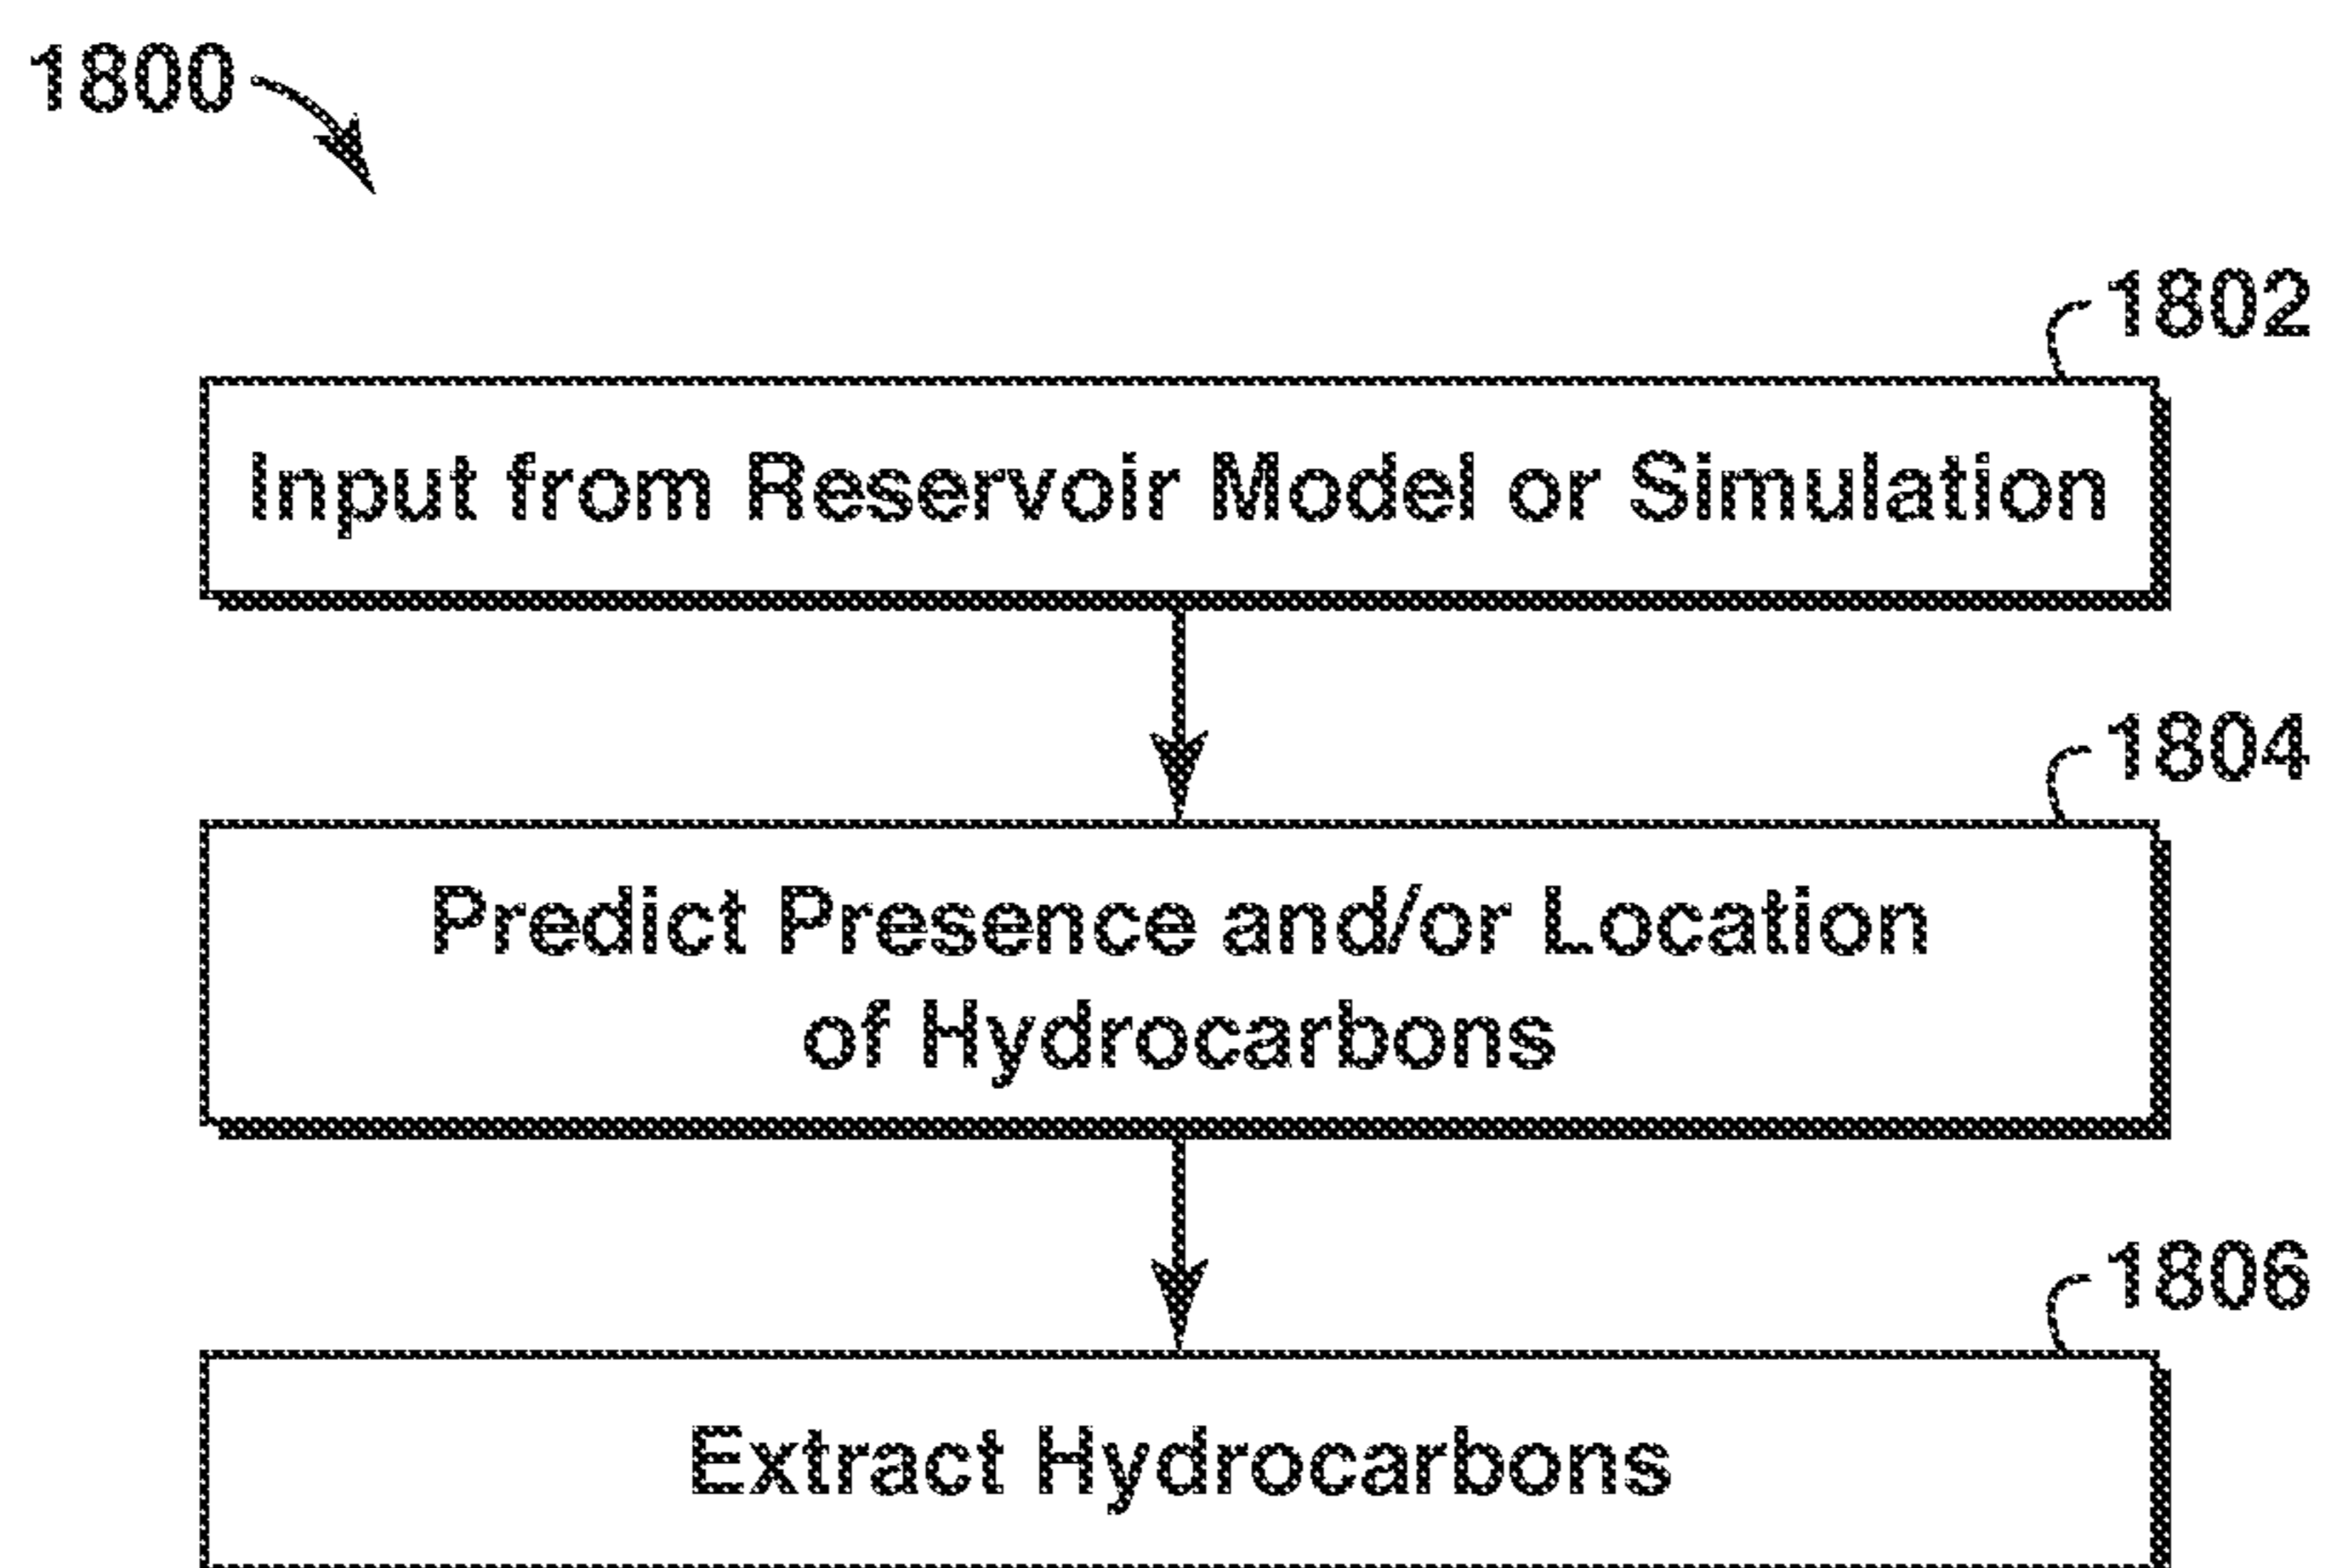 1800
1802
Input from Reservoir Model or Simulation
1804
Predict Presence and/or Location
of Hydrocarbons
1806
Extract Hydrocarbons